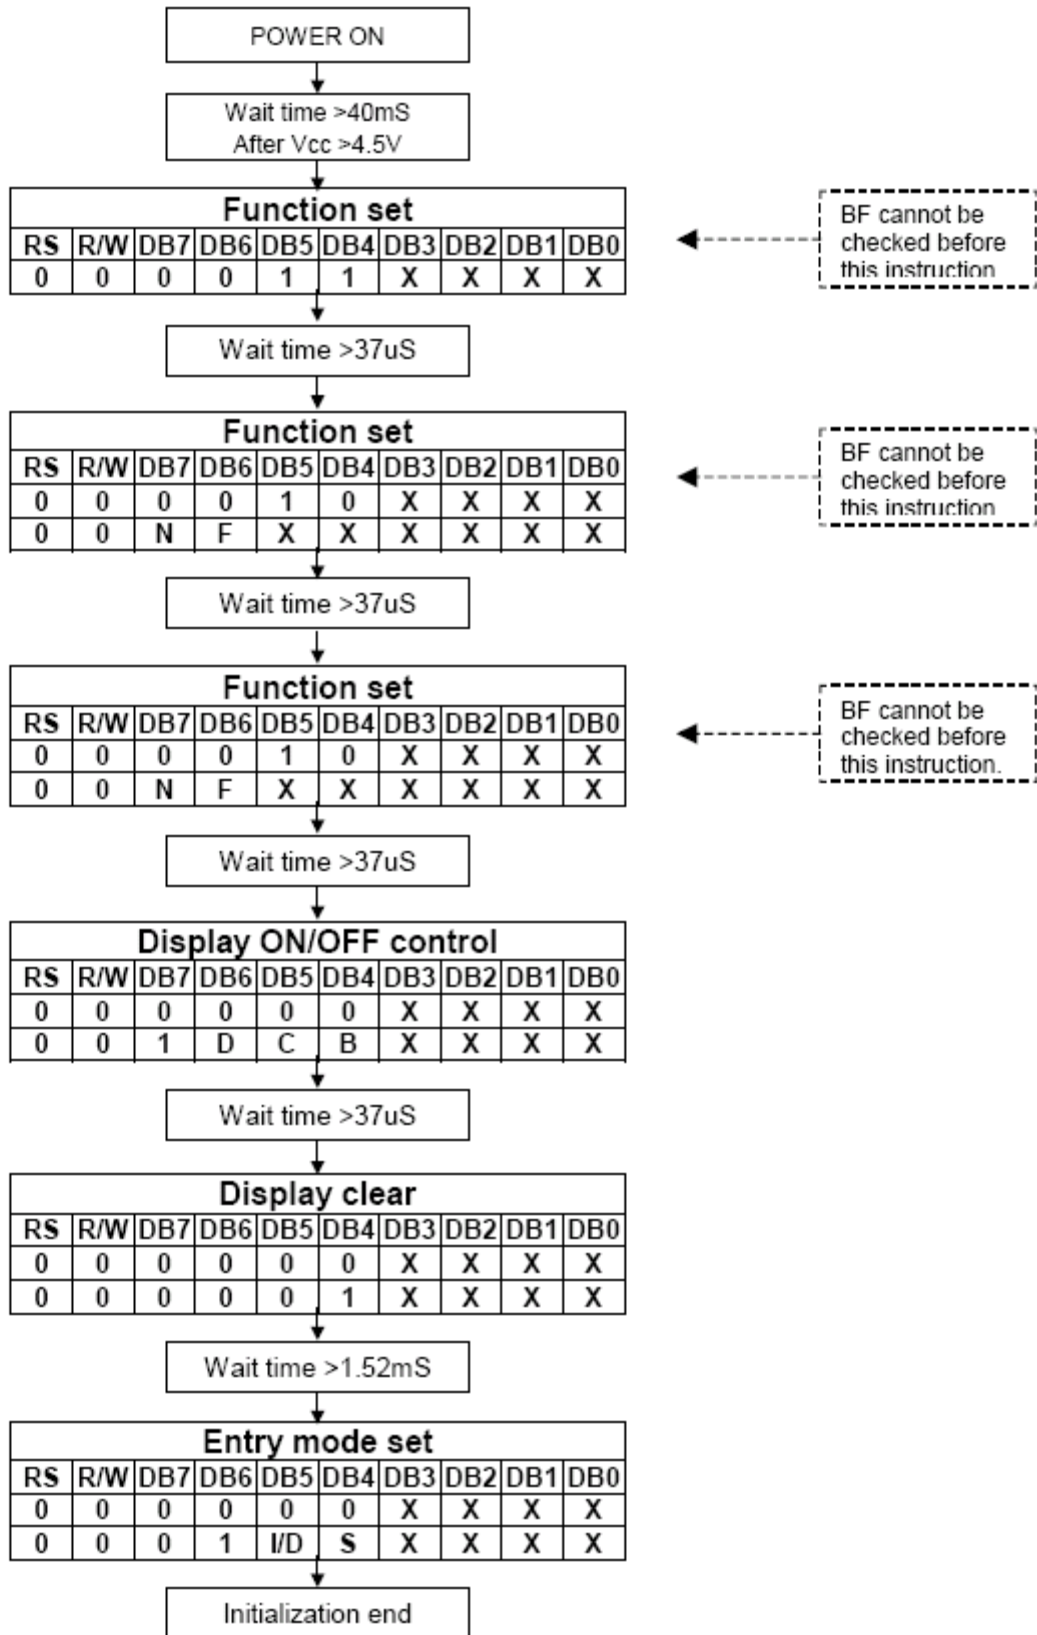 POWER ON
Wait time >40mS
After Vcc >4.5V
Function set
RS R/W DB7 DB6 DB5 DB4 DB3 DB2 DB1 DB0
0 0 0 0 1 1 X X X X
BF cannot be
checked before
this instruction
Wait time >37uS
Function set
RS R/W DB7 DB6 DB5 DB4 DB3 DB2 DB1 DB0
0 0 0 0 1 0 X X X X
0 0 N F X X X X X X
BF cannot be
checked before
this instruction
Wait time >37uS
Function set
RS R/W DB7 DB6 DB5 DB4 DB3 DB2 DB1 DB0
0 0 0 0 1 0 X X X X
0 0 N F X X X X X X
BF cannot be
checked before
this instruction.
Wait time >37uS
Display ON/OFF control
RS R/W DB7 DB6 DB5 DB4 DB3 DB2 DB1 DB0
0 0 0 0 0 0 X X X X
0 0 1 D C B X X X X
Wait time >37uS
Display clear
RS R/W DB7 DB6 DB5 DB4 DB3 DB2 DB1 DB0
0 0 0 0 0 0 X X X X
0 0 0 0 0 1 X X X X
Wait time >1.52mS
Entry mode set
RS R/W DB7 DB6 DB5 DB4 DB3 DB2 DB1 DB0
0 0 0 0 0 0 X X X X
0 0 0 1 I/D S X X X X
Initialization end